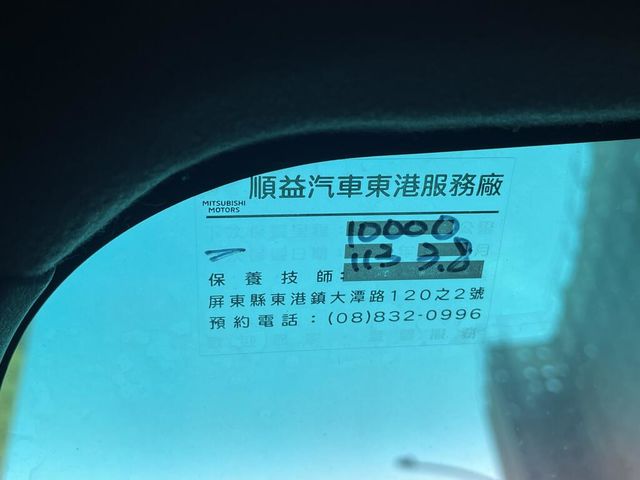 順益汽車東港服務廠
MITSUBISHI
MOTORS
10000
113 3.8
保養技師:
屏東縣東港鎮大潭路120之2號
預約電話:(08)832-0996